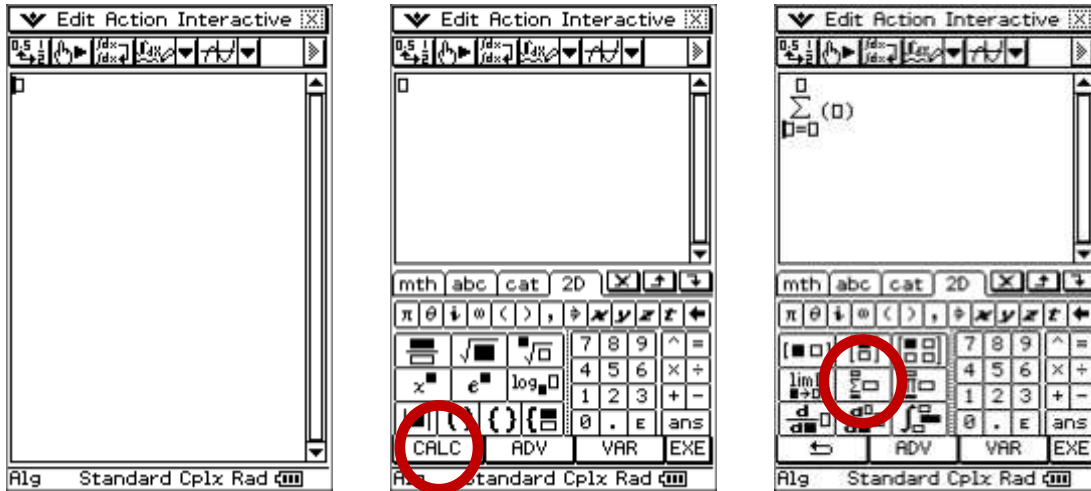 Edit Action Interactive
Alg Standard Cplx Rad
Edit Action Interactive
mth abc cat 2D
π θ i ∞ ( ) , ⇒ x y z t ←
7 8 9 ^ =
√ √ 4 5 6 × ÷
x e log 1 2 3 + −
0 . E ans
CALC ADV VAR EXE
Standard Cplx Rad
Edit Action Interactive
Σ (□)
□=□
mth abc cat 2D
π θ i ∞ ( ) , ⇒ x y z t ←
7 8 9 ^ =
lim Σ Π 4 5 6 × ÷
1 2 3 + −
d d ∫ 0 . E ans
ADV VAR EXE
Alg Standard Cplx Rad